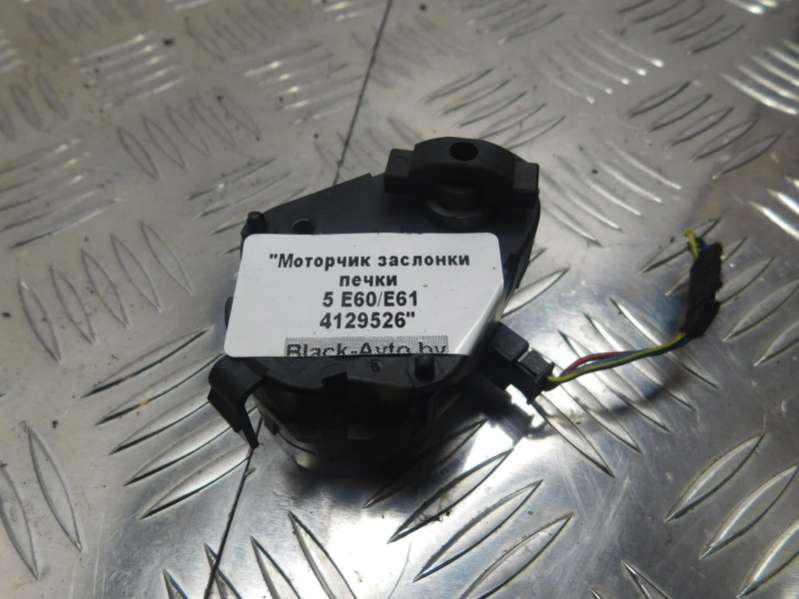 "Моторчик заслонки
печки
5 E60/E61
4129526"
Black-Avto.by